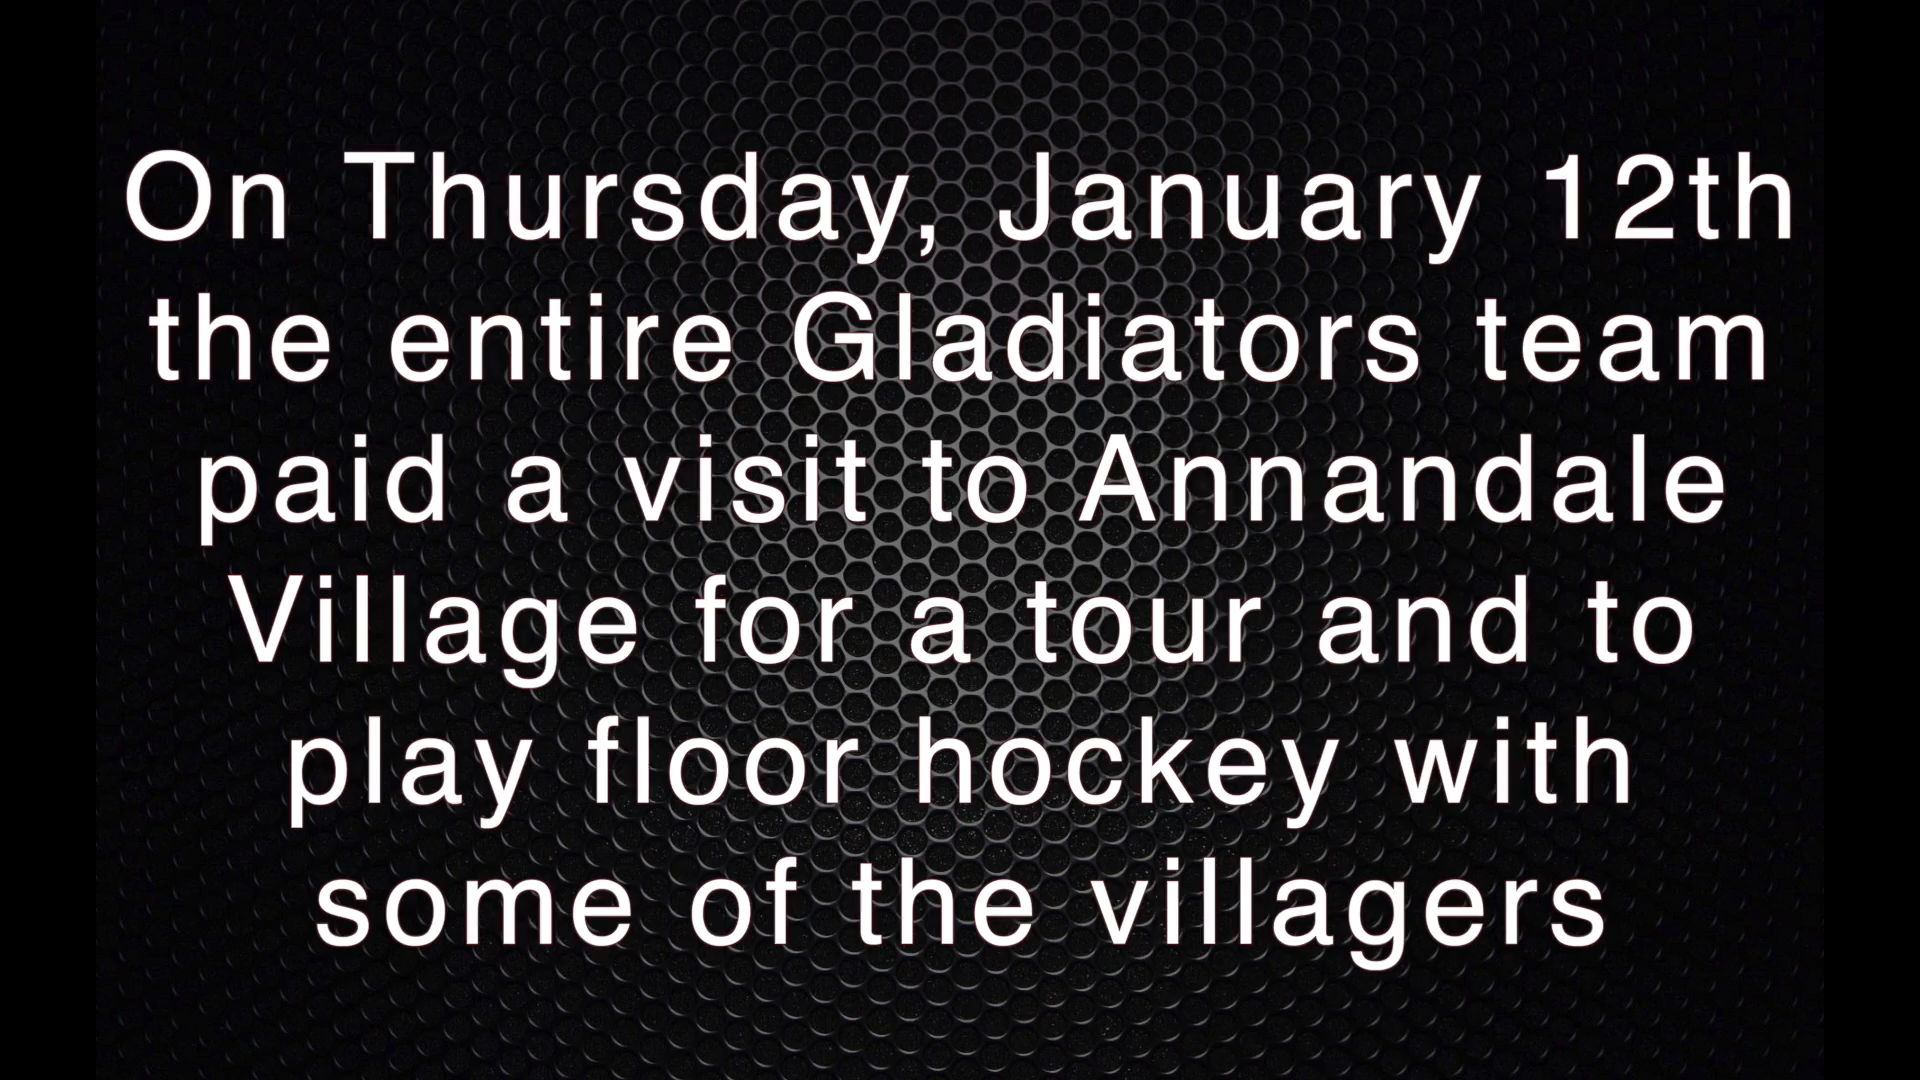 On Thursday, January 12th
the entire Gladiators team
paid a visit to Annandale
Village for a tour and to
play floor hockey with
some of the villagers